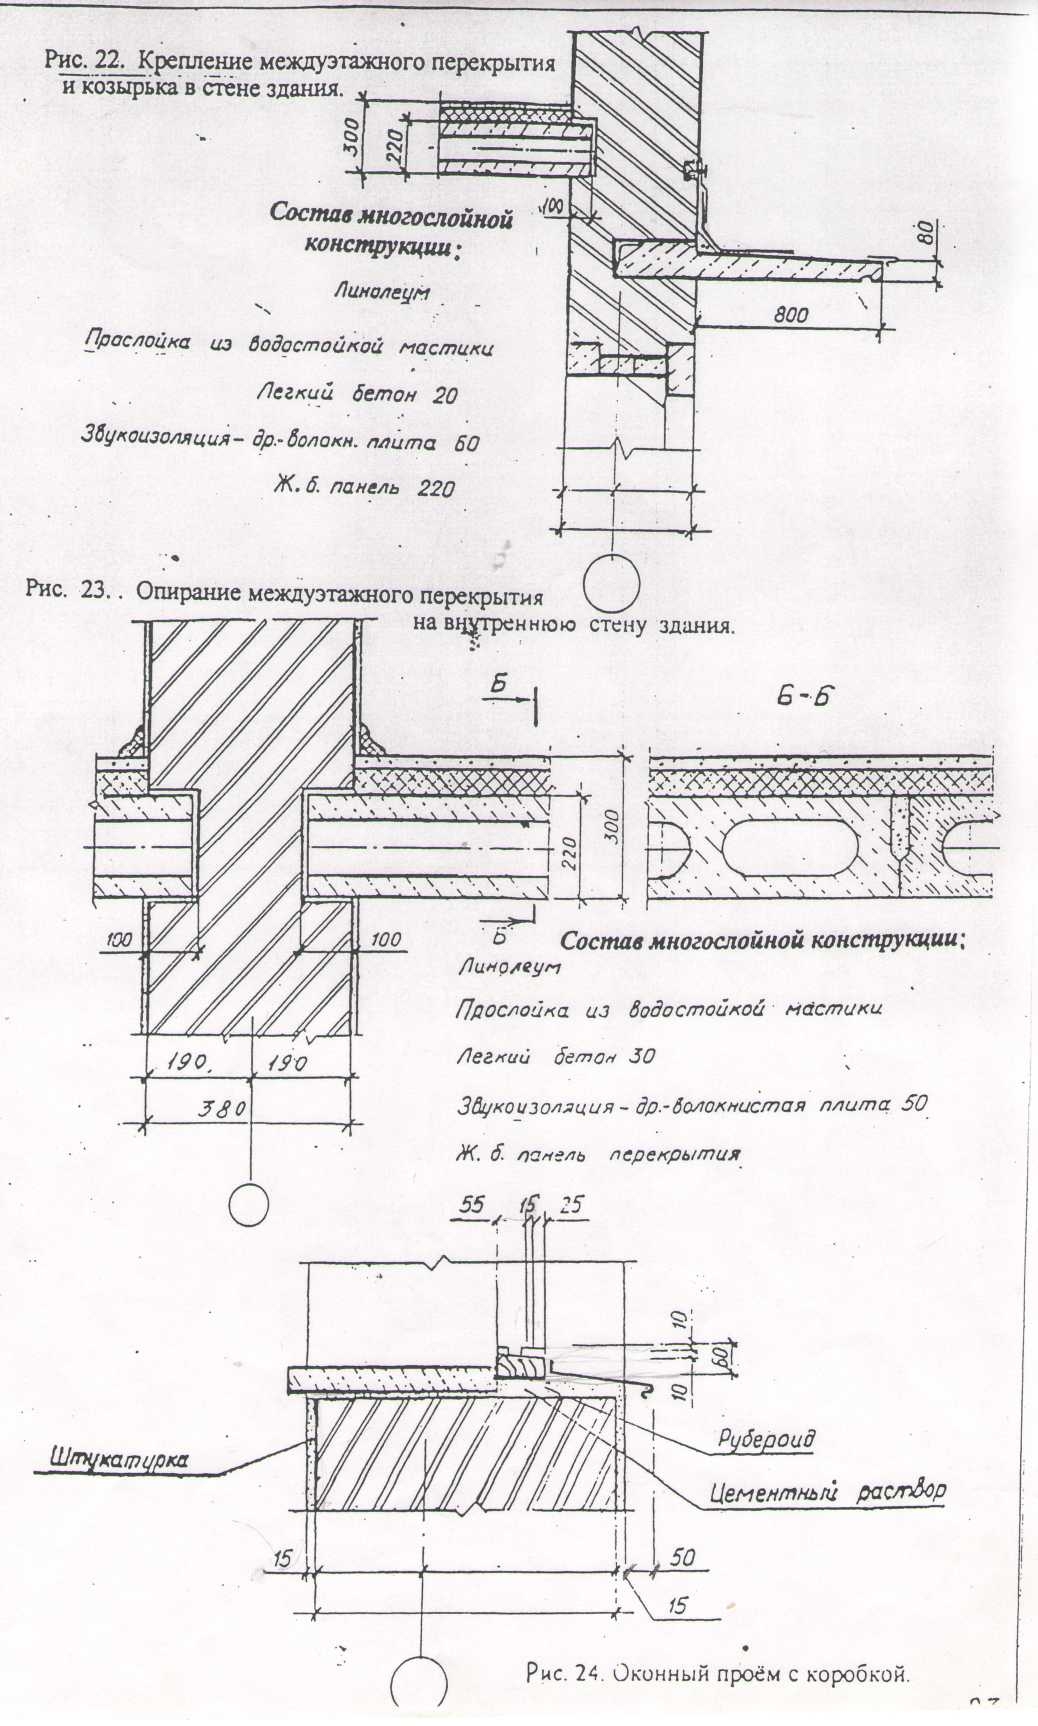 Рис. 22. Крепление междуэтажного перекрытия
и козырька в стене здания.
300
220
100
80
800
Состав многослойной
конструкции:
Линолеум
Прослойка из водостойкой мастики
Легкий бетон 20
Звукоизоляция - др.-волокн. плита 60
Ж. б. панель 220
Рис. 23. . Опирание междуэтажного перекрытия
на внутреннюю стену здания.
Б
Б-Б
300
220
Б
100
100
190
190
380
Состав многослойной конструкции;
Линолеум
Прослойка из водостойкой мастики
Легкий бетон 30
Звукоизоляция - др.-волокнистая плита 50
Ж. б. панель перекрытия
55 15 25
10
60
10
Штукатурка
Рубероид
Цементный раствор
15
50
15
Рис. 24. Оконный проём с коробкой.